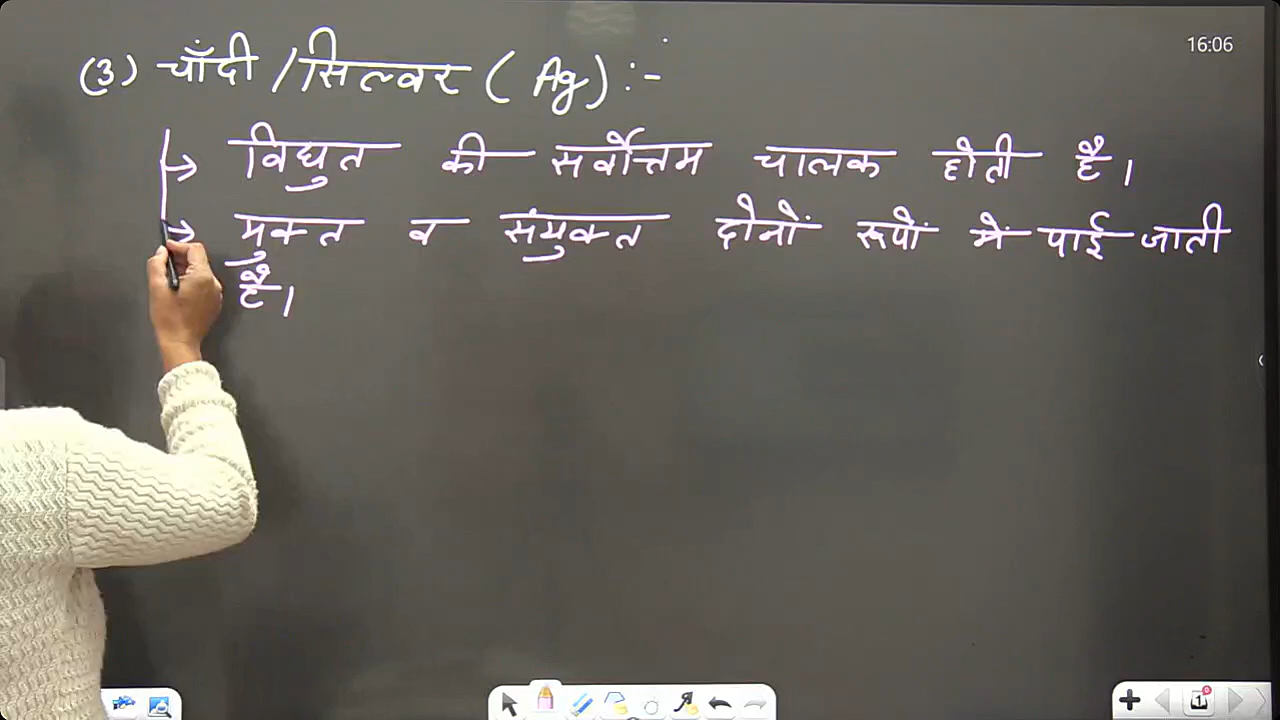 16:06
(3) चाँदी / सिल्वर ( Ag ) :-
→ विद्युत की सर्वोत्तम चालक होती है।
→ मुक्त व संयुक्त दोनों रूपों में पाई जाती
है।